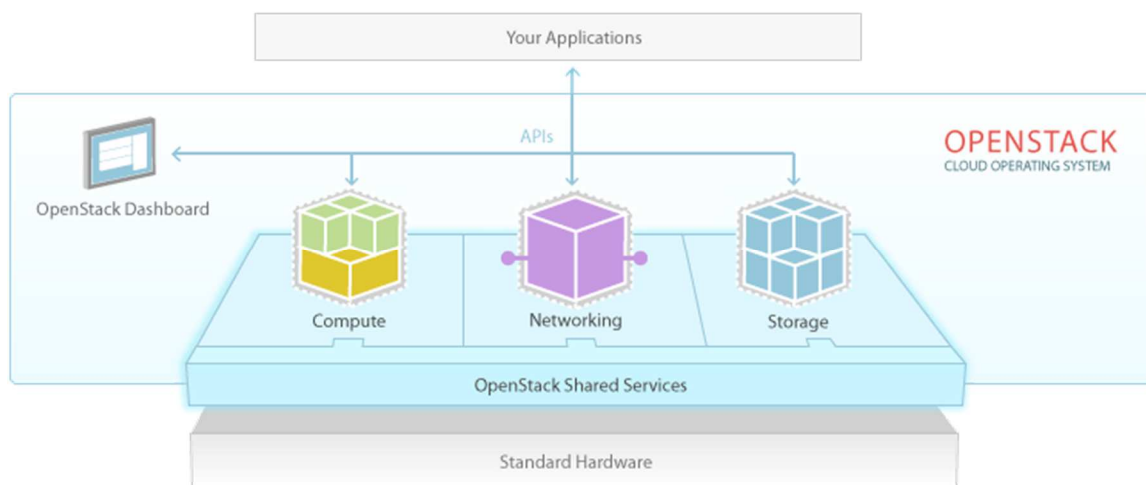 Your Applications
APIs
OPENSTACK
CLOUD OPERATING SYSTEM
OpenStack Dashboard
Compute
Networking
Storage
OpenStack Shared Services
Standard Hardware